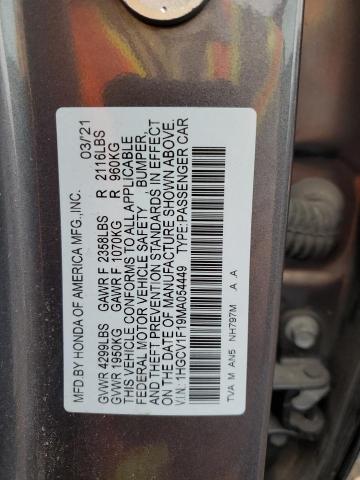 MFD.BY HONDA OF AMERICA MFG.,INC. 03/21
GVWR 4299LBS GAWR F 2358LBS R 2116LBS
GVWR 1950KG GAWR F 1070KG R 960KG
THIS VEHICLE CONFORMS TO ALL APPLICABLE
FEDERAL MOTOR VEHICLE SAFETY , BUMPER,
AND THEFT PREVENTION STANDARDS IN EFFECT
ON THE DATE OF MANUFACTURE SHOWN ABOVE.
V.I.N.: 1HGCV1F19MA054449 TYPE:PASSENGER CAR
TVA M AN5 NH797M A A